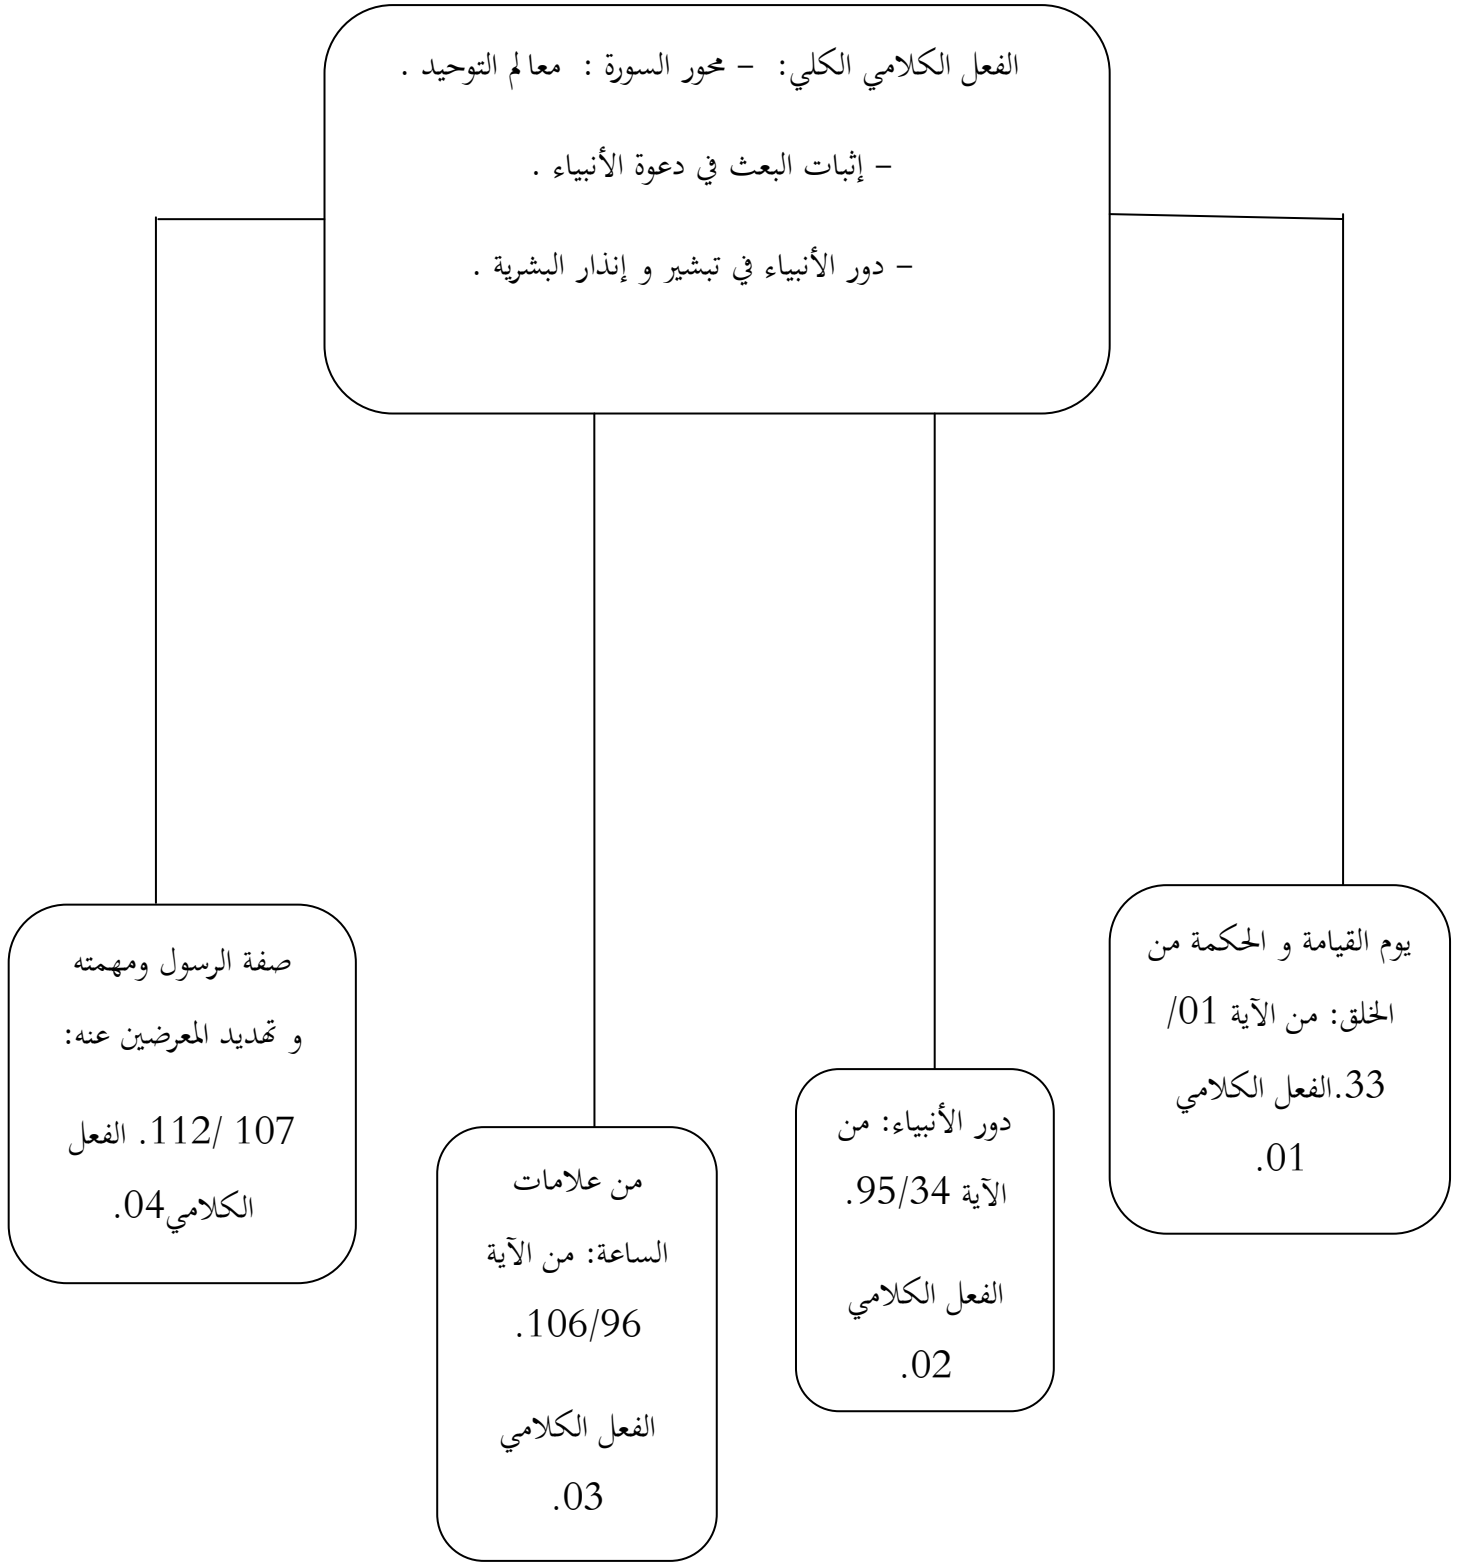 الفعل الكلامي الكلي: – محور السورة : معالم التوحيد .
– إثبات البعث في دعوة الأنبياء .
– دور الأنبياء في تبشير و إنذار البشرية .
يوم القيامة و الحكمة من
الخلق: من الآية 01/
33.الفعل الكلامي
01.
دور الأنبياء: من
الآية 95/34.
الفعل الكلامي
02.
من علامات
الساعة: من الآية
106/96.
الفعل الكلامي
03.
صفة الرسول ومهمته
و تهديد المعرضين عنه:
107 /112. الفعل
الكلامي04.